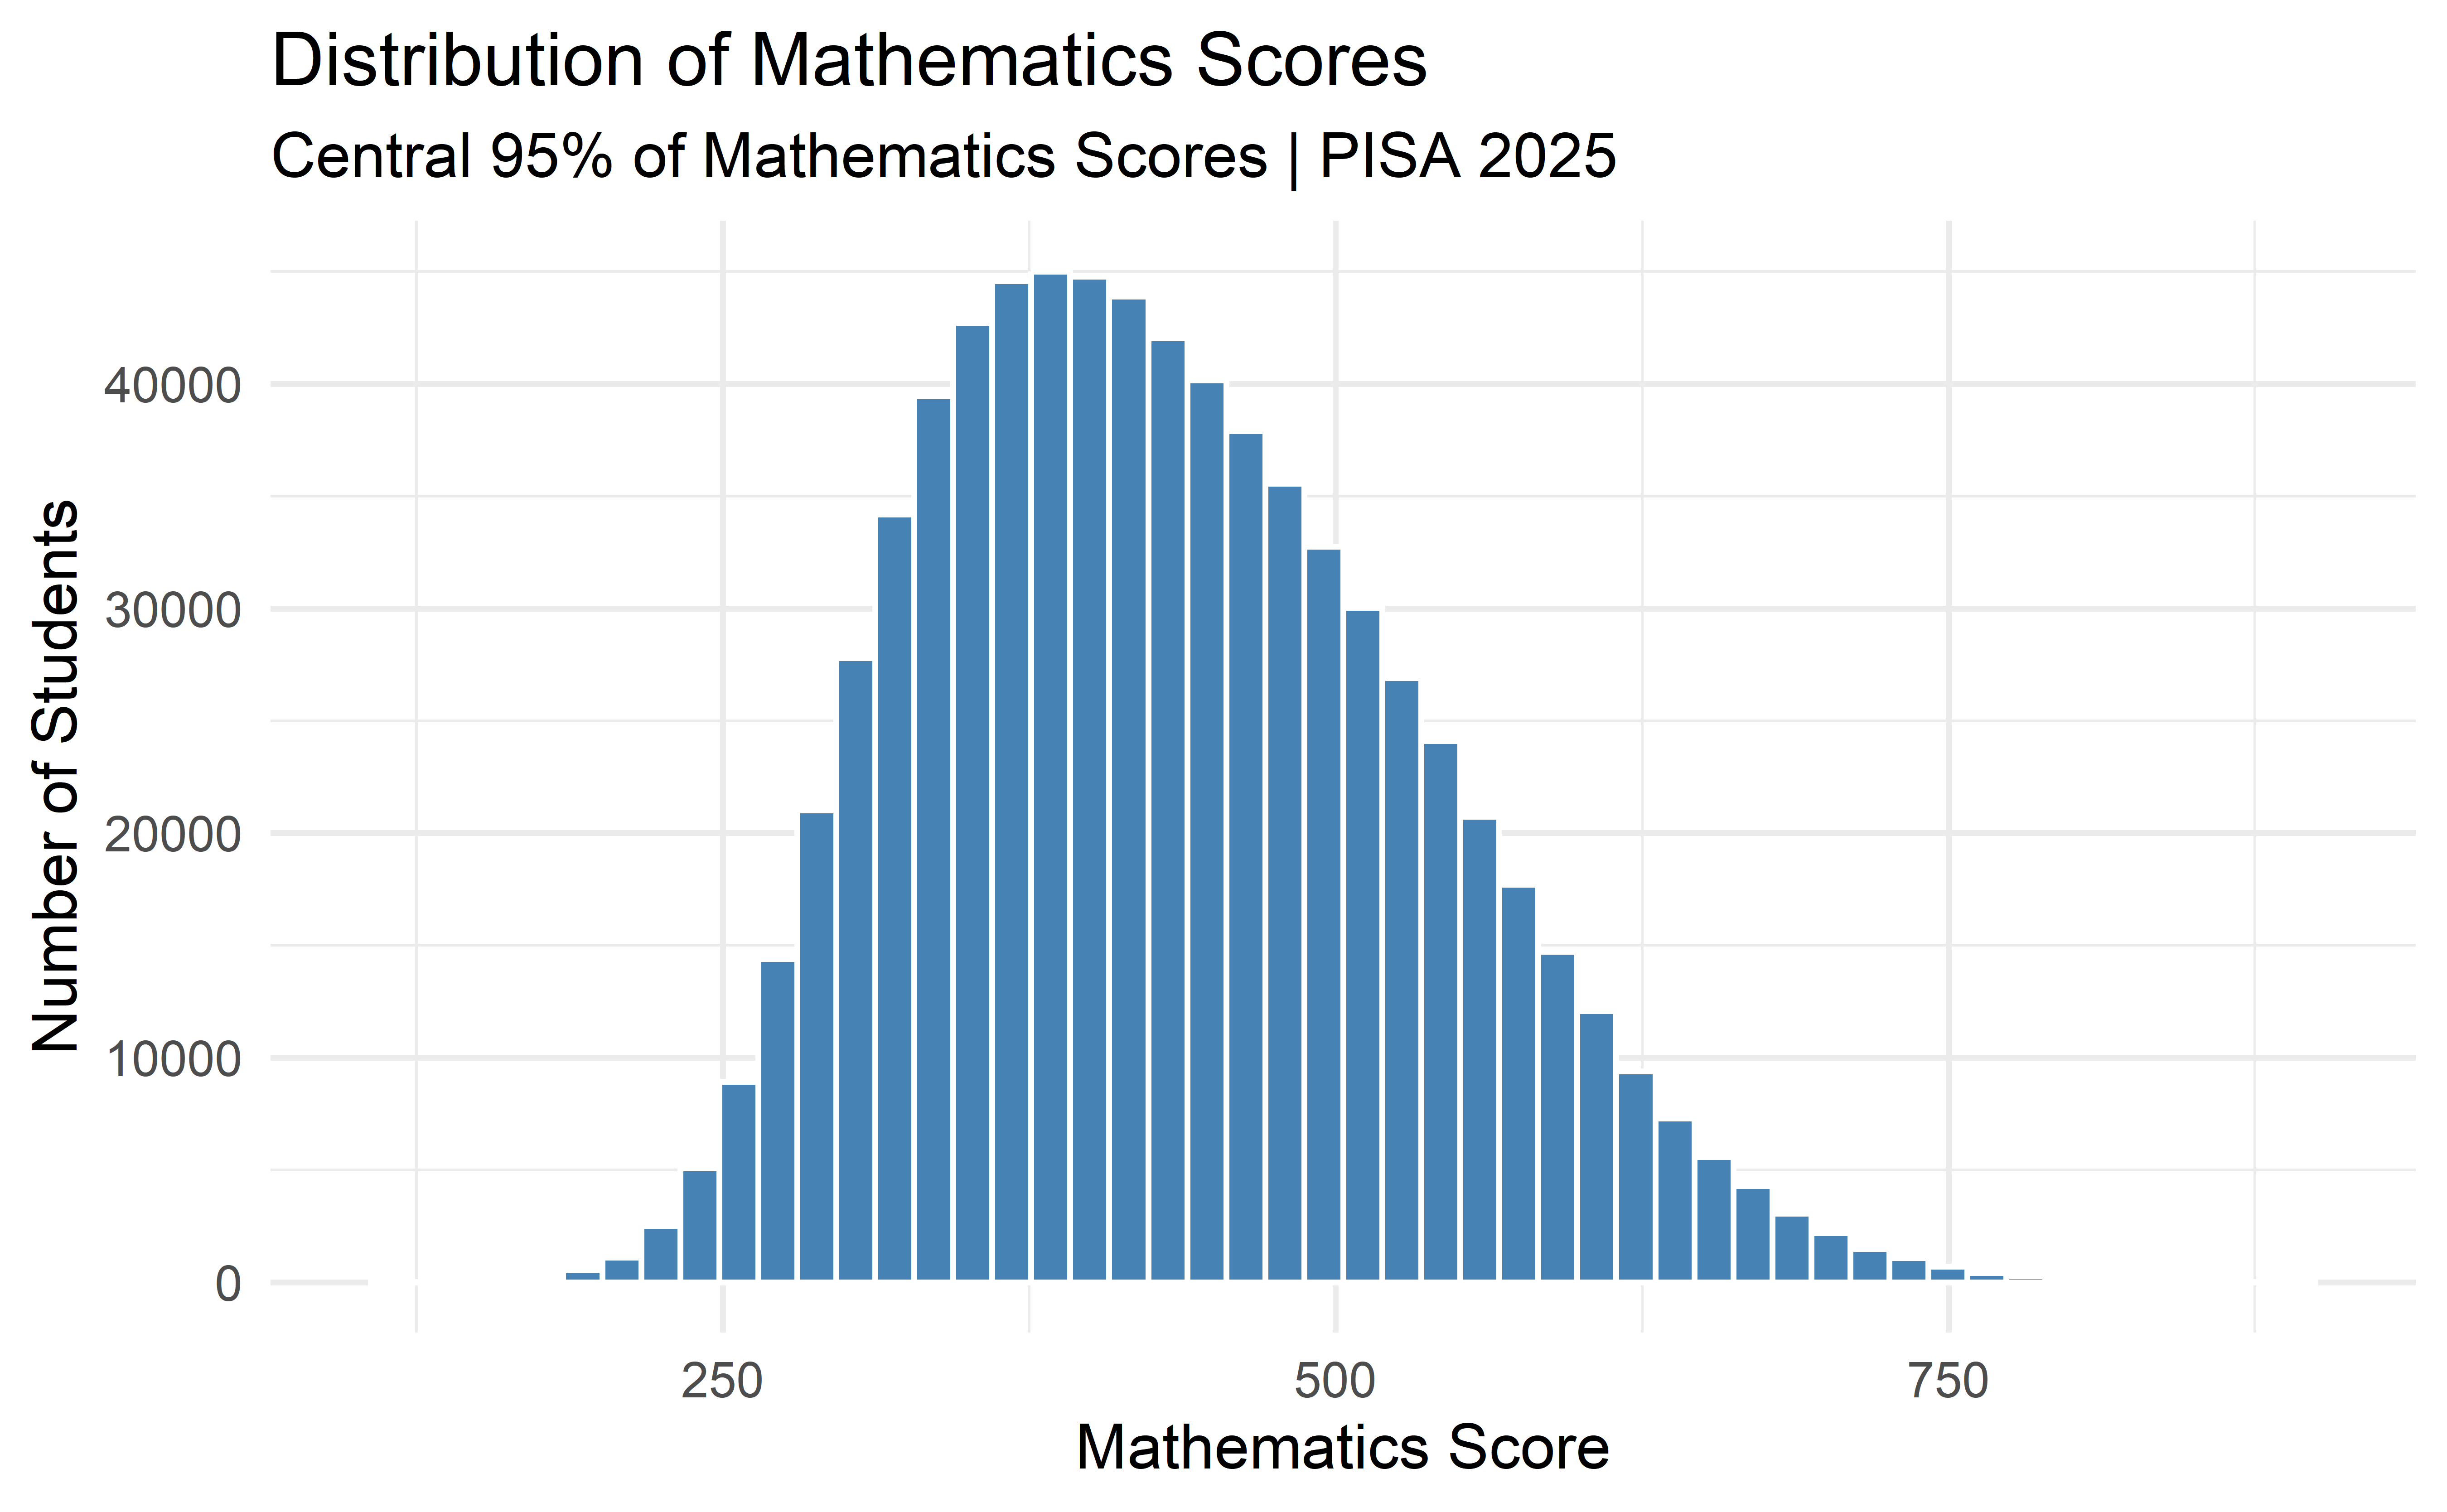 Distribution of Mathematics Scores
Central 95% of Mathematics Scores | PISA 2025
Number of Students
40000
30000
20000
10000
0
250
500
750
Mathematics Score